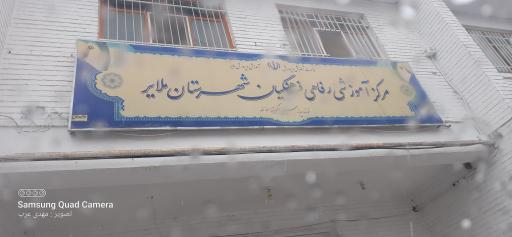 مرکز آموزشی رفاهی فرهنگیان شهرستان ملایر
Samsung Quad Camera
تصویر : مهدی عرب